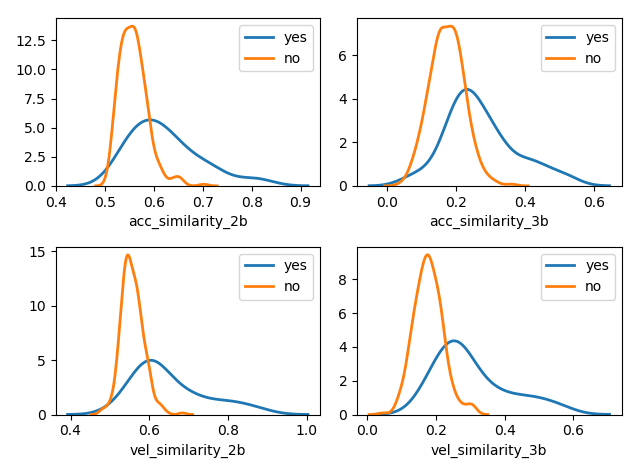 12.5
10.0
7.5
5.0
2.5
0.0
0.4 0.5 0.6 0.7 0.8 0.9
acc_similarity_2b
yes
no
6
4
2
0
0.0 0.2 0.4 0.6
acc_similarity_3b
yes
no
15
10
5
0
0.4 0.6 0.8 1.0
vel_similarity_2b
yes
no
8
6
4
2
0
0.0 0.2 0.4 0.6
vel_similarity_3b
yes
no